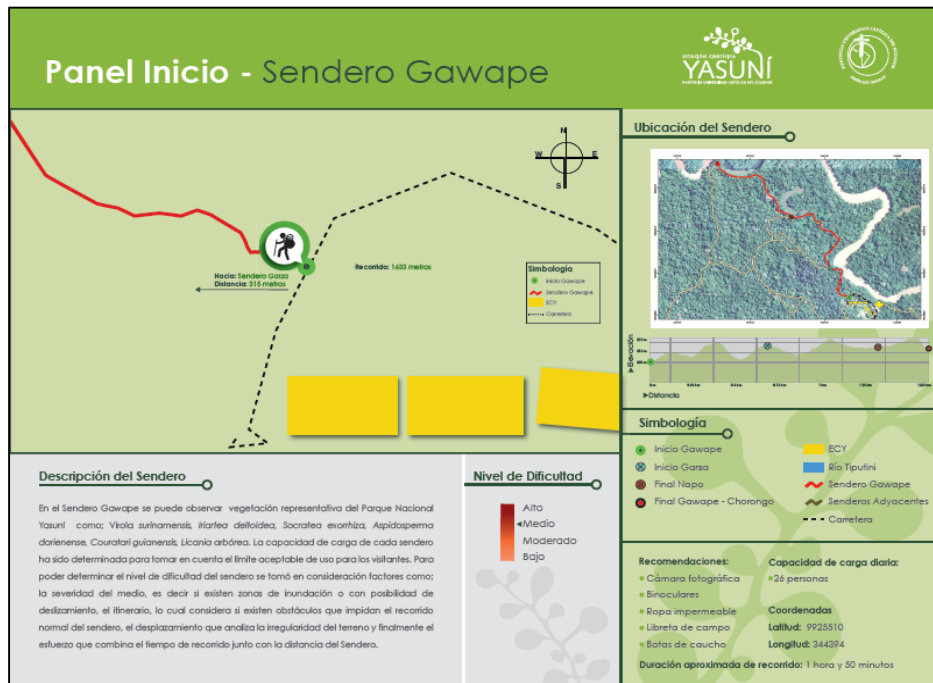 Panel Inicio - Sendero Gawape
estación científica
YASUNÍ
PONTIFICIA UNIVERSIDAD CATÓLICA DEL ECUADOR
N
W
E
S
Hacia: Sendero Garza
Distancia: 315 metros
Recorrido: 1633 metros
Simbología
Inicio Gawape
Sendero Gawape
ECY
Carretera
Ubicación del Sendero
Elevación
Distancia
Simbología
Inicio Gawape
Inicio Garza
Final Napo
Final Gawape - Chorongo
ECY
Río Tiputini
Sendero Gawape
Senderos Adyacentes
Carretera
Descripción del Sendero
En el Sendero Gawape se puede observar vegetación representativa del Parque Nacional
Yasuní como; Virola surinamensis, Iriartea deltoidea, Socratea exorrhiza, Aspidosperma
darienense, Couratari guianensis, Licania arbórea. La capacidad de carga de cada sendero
ha sido determinada para tomar en cuenta el límite aceptable de uso para los visitantes. Para
poder determinar el nivel de dificultad del sendero se tomó en consideración factores como;
la severidad del medio, es decir si existen zonas de inundación o con posibilidad de
deslizamiento, el itinerario, lo cual considera si existen obstáculos que impidan el recorrido
normal del sendero, el desplazamiento que analiza la irregularidad del terreno y finalmente el
esfuerzo que combina el tiempo de recorrido junto con la distancia del Sendero.
Nivel de Dificultad
Alto
Medio
Moderado
Bajo
Recomendaciones:
Cámara fotográfica
Binoculares
Ropa impermeable
Libreta de campo
Botas de caucho
Capacidad de carga diaria:
26 personas
Coordenadas
Latitud: 9925510
Longitud: 344394
Duración aproximada de recorrido: 1 hora y 50 minutos